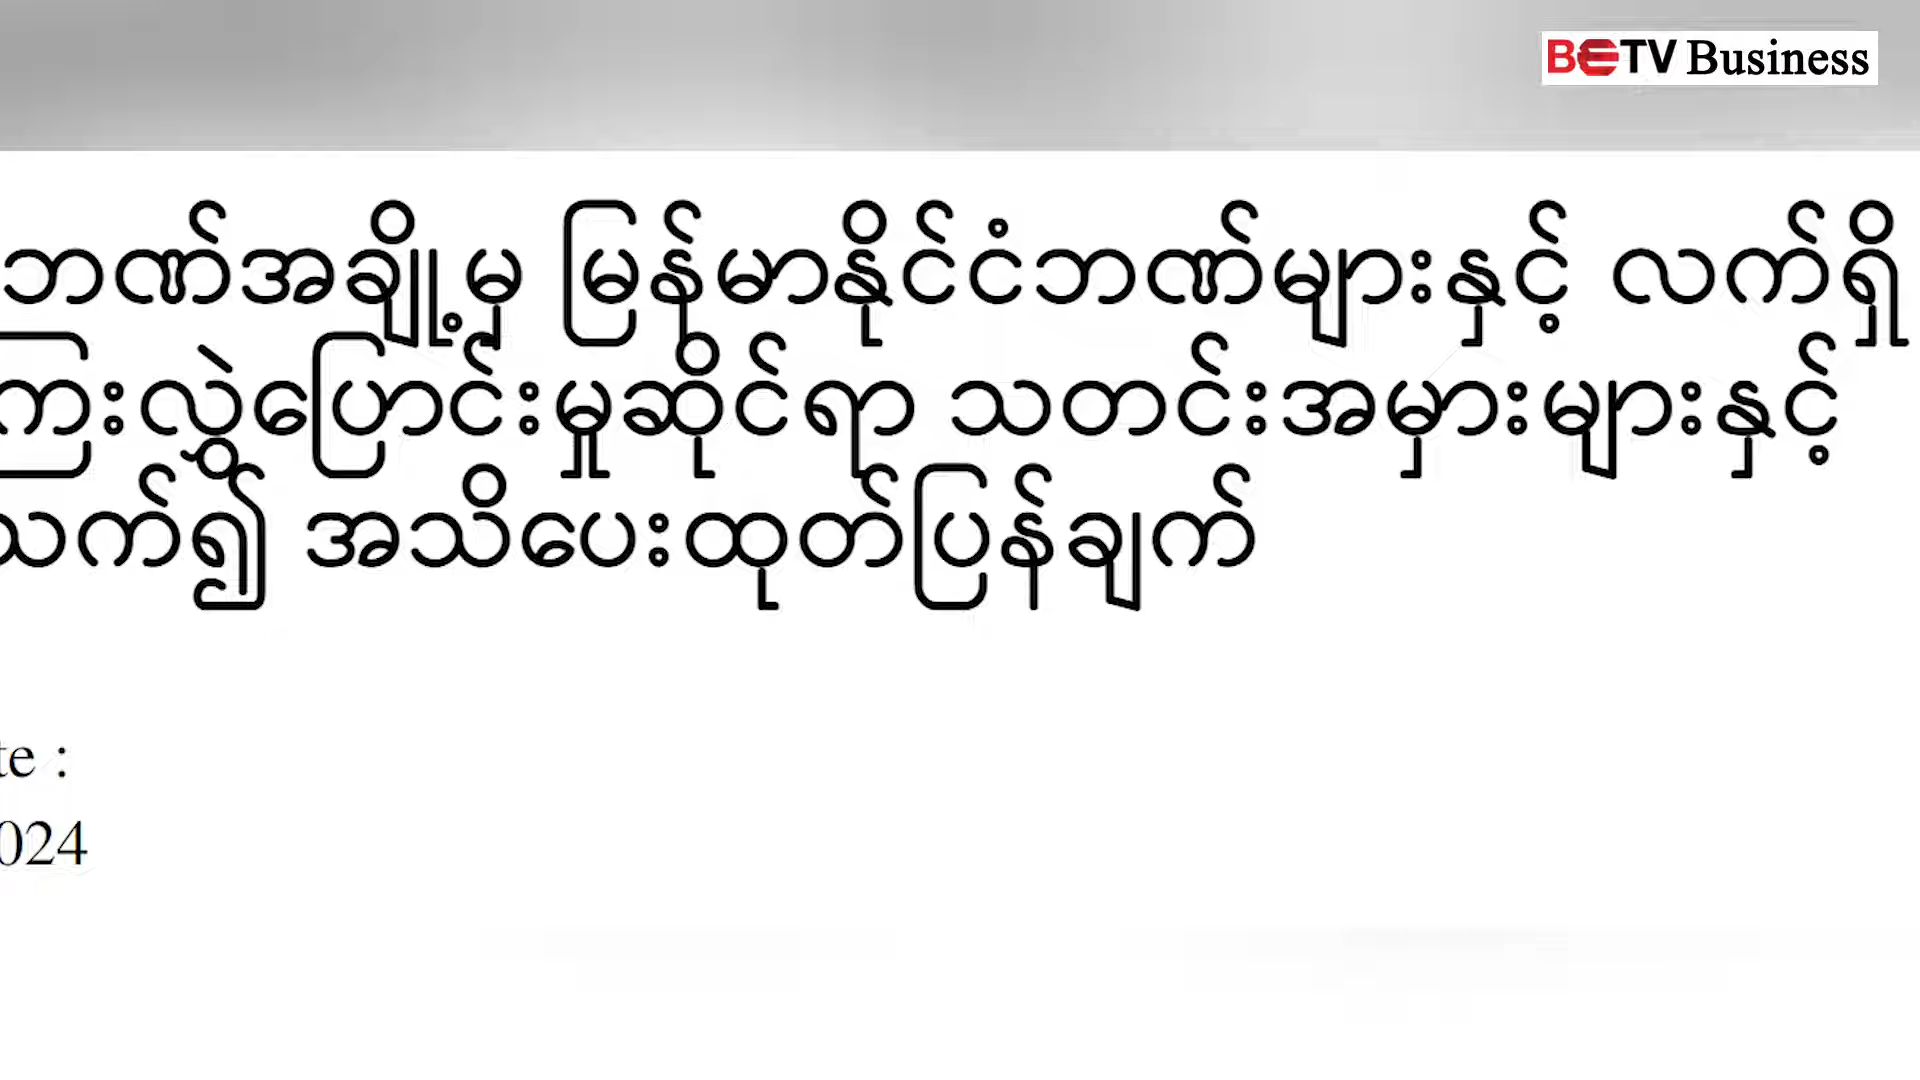 BETV Business
ဘဏ်အချို့မှ မြန်မာနိုင်ငံဘဏ်များနှင့် လက်ရှိ
ကြေးလွှဲပြောင်းမှုဆိုင်ရာ သတင်းအမှားများနှင့်
သက်၍ အသိပေးထုတ်ပြန်ချက်
te :
024